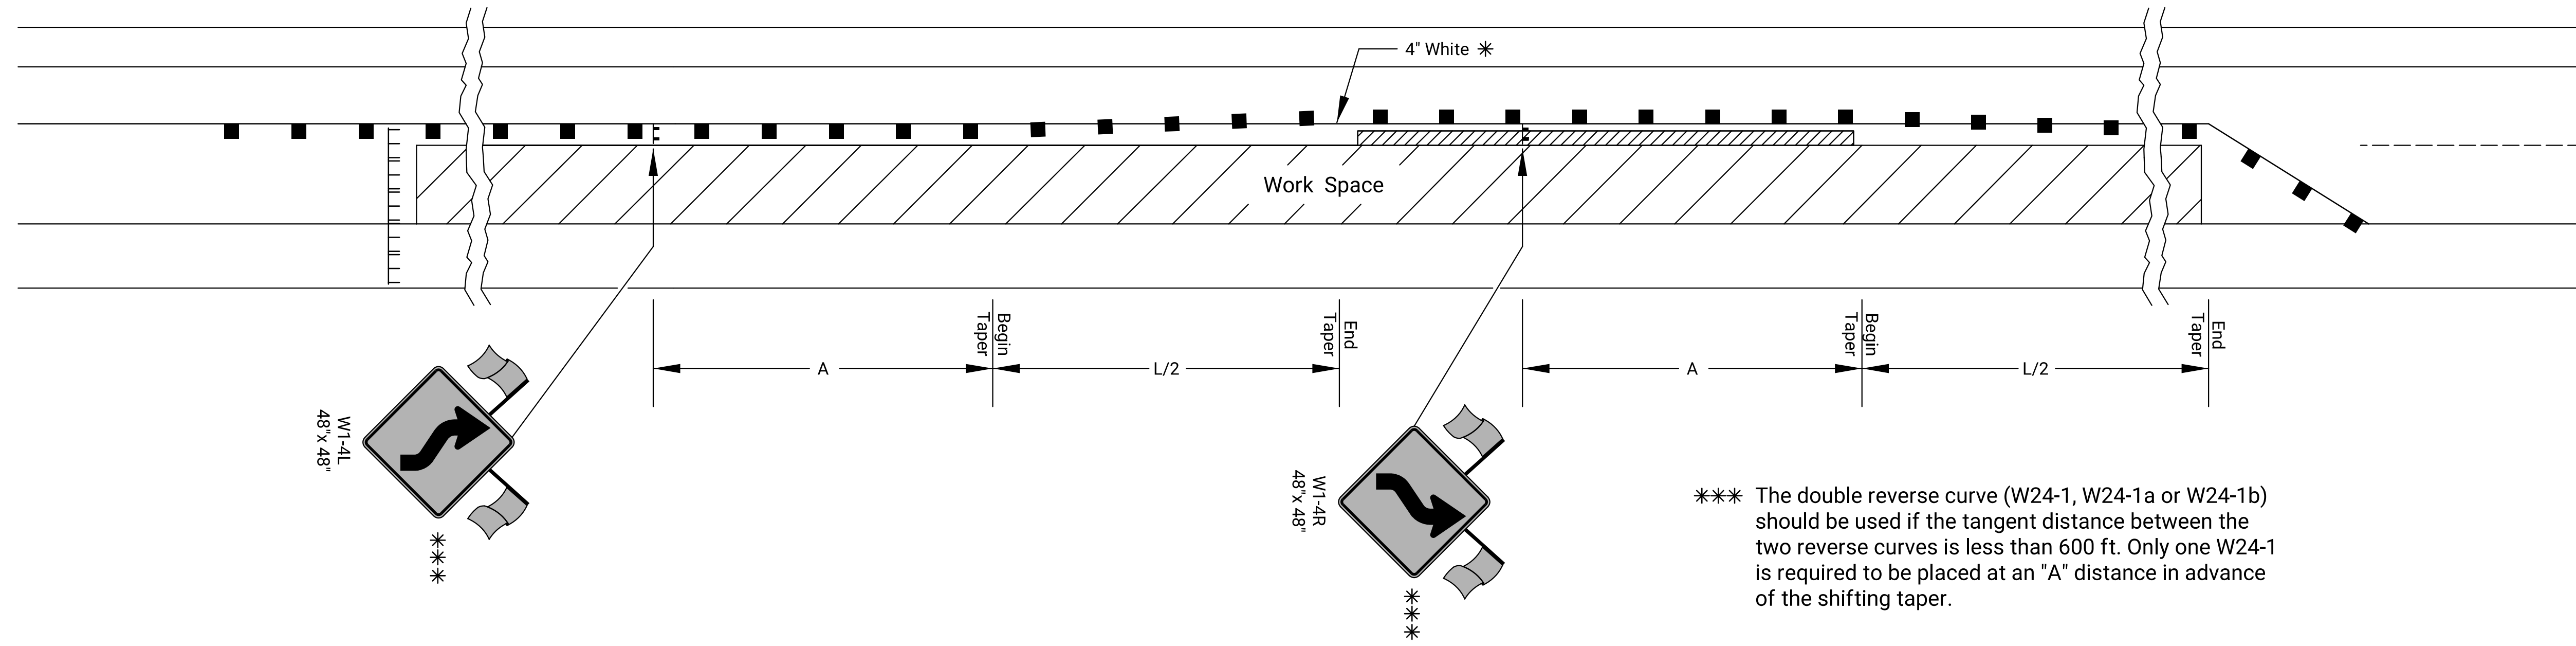 4" White ✳
Work Space
Begin
Taper
End
Taper
Begin
Taper
End
Taper
A
L/2
A
L/2
W1-4L
48"x 48"
✳✳✳
W1-4R
48"x 48"
✳✳✳
✳✳✳ The double reverse curve (W24-1, W24-1a or W24-1b)
should be used if the tangent distance between the
two reverse curves is less than 600 ft. Only one W24-1
is required to be placed at an "A" distance in advance
of the shifting taper.